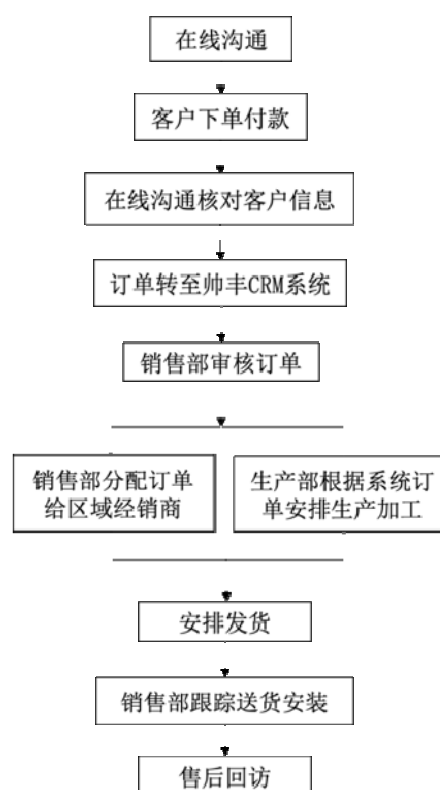 在线沟通
客户下单付款
在线沟通核对客户信息
订单转至帅丰CRM系统
销售部审核订单
销售部分配订单
给区域经销商
生产部根据系统订
单安排生产加工
安排发货
销售部跟踪送货安装
售后回访